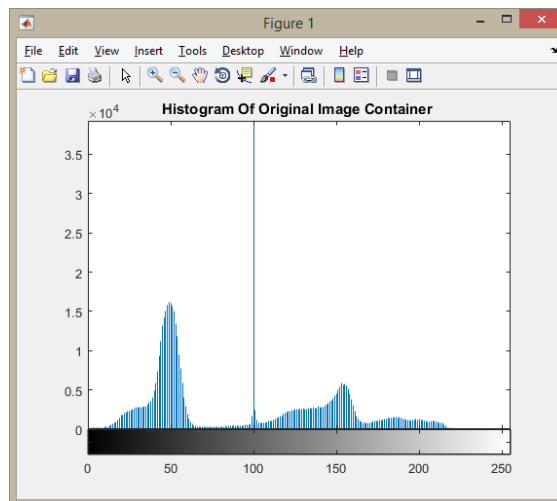 Figure 1
File Edit View Insert Tools Desktop Window Help
×10^4
Histogram Of Original Image Container
3.5
3
2.5
2
1.5
1
0.5
0
0 50 100 150 200 250